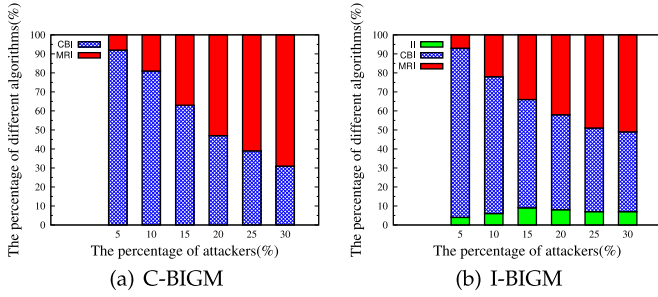 The percentage of different algorithms(%)
100
90
80
70
60
50
40
30
20
10
0
CBI
MRI
5 10 15 20 25 30
The percentage of attackers(%)
(a) C-BIGM
The percentage of different algorithms(%)
100
90
80
70
60
50
40
30
20
10
0
II
CBI
MRI
5 10 15 20 25 30
The percentage of attackers(%)
(b) I-BIGM